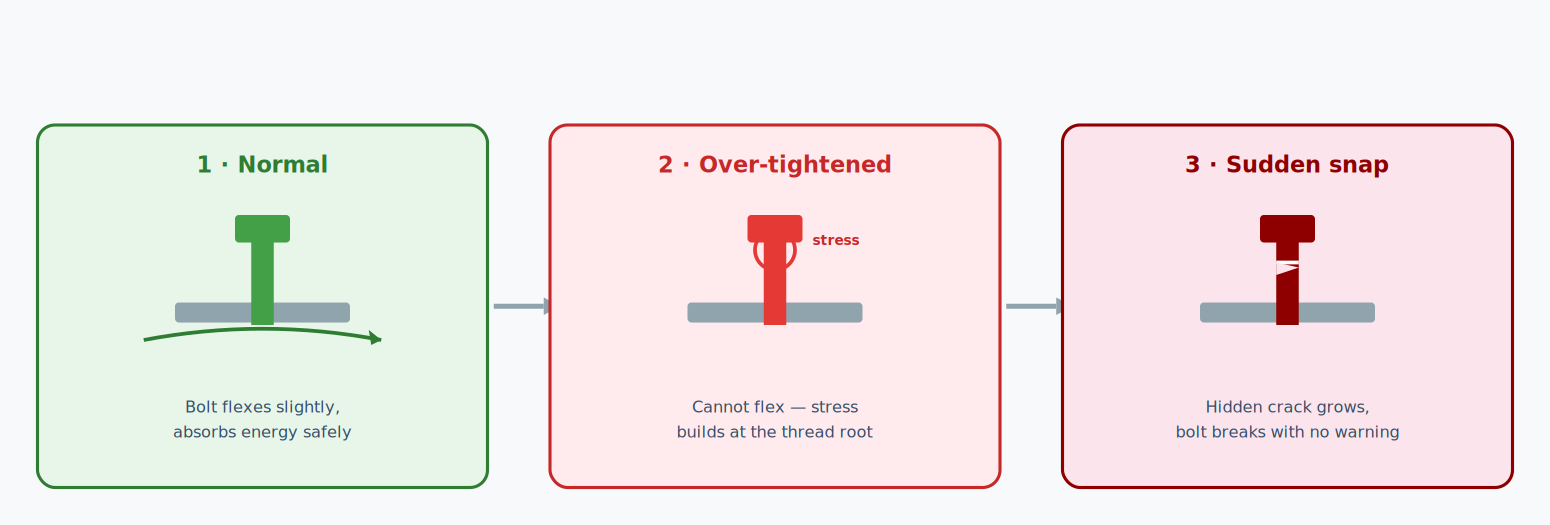 1 · Normal
Bolt flexes slightly,
absorbs energy safely
2 · Over-tightened
stress
Cannot flex — stress
builds at the thread root
3 · Sudden snap
Hidden crack grows,
bolt breaks with no warning